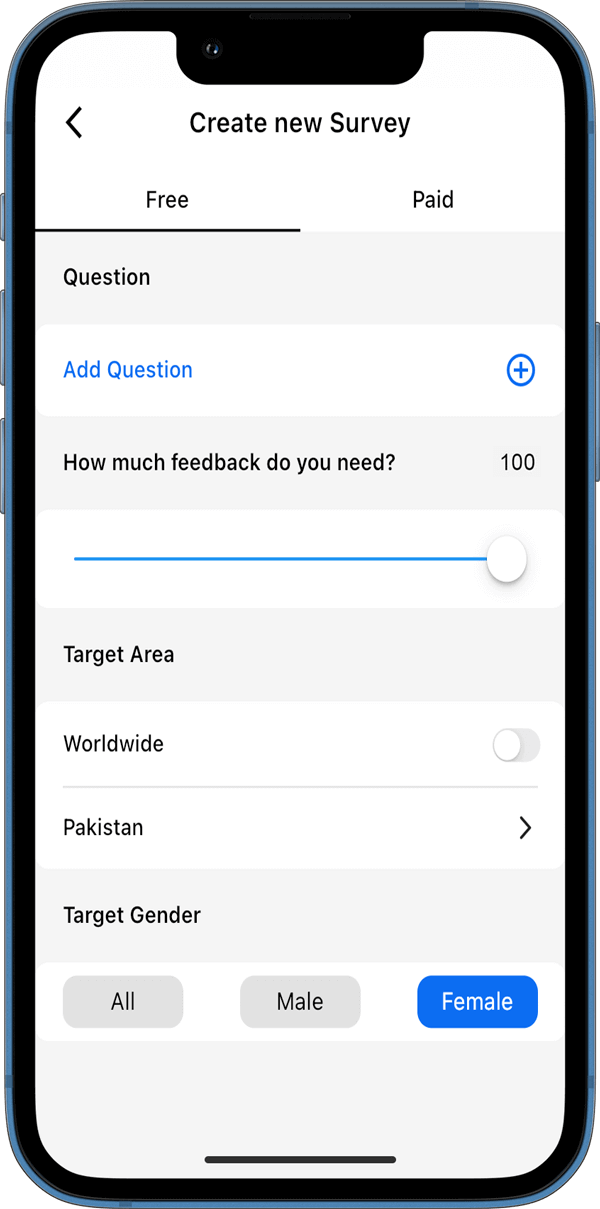 Create new Survey
Free Paid
Question
Add Question
How much feedback do you need? 100
Target Area
Worldwide
Pakistan
Target Gender
All Male Female